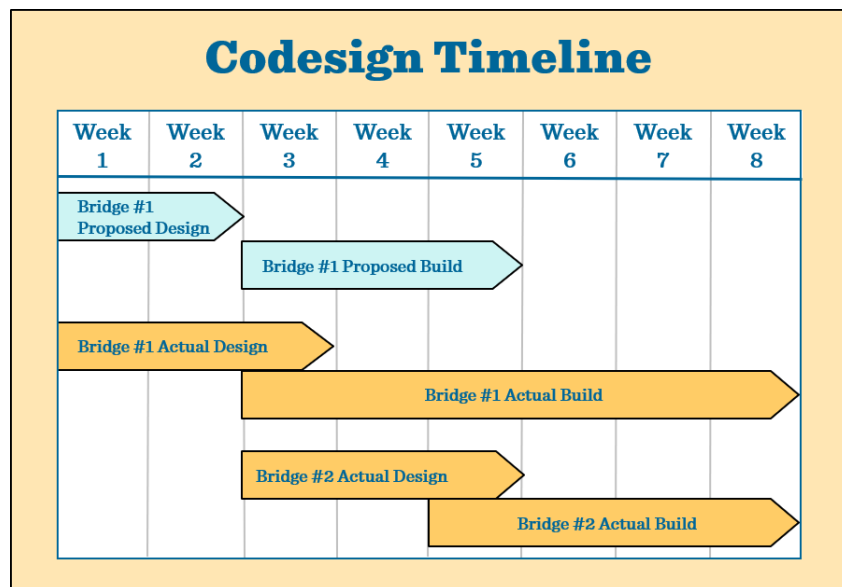 Codesign Timeline
Week Week Week Week Week Week Week Week
1 2 3 4 5 6 7 8
Bridge #1
Proposed Design
Bridge #1 Proposed Build
Bridge #1 Actual Design
Bridge #1 Actual Build
Bridge #2 Actual Design
Bridge #2 Actual Build